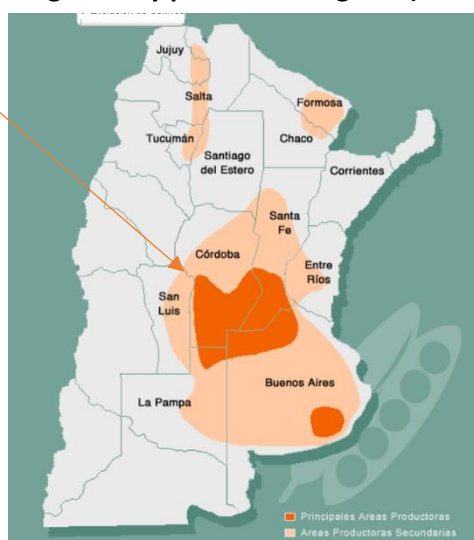 Jujuy
Salta
Formosa
Tucumán
Chaco
Santiago
del Estero
Corrientes
Santa
Fe
Córdoba
Entre
Ríos
San
Luis
Buenos Aires
La Pampa
Principales Areas Productoras
Areas Productoras Secundarias